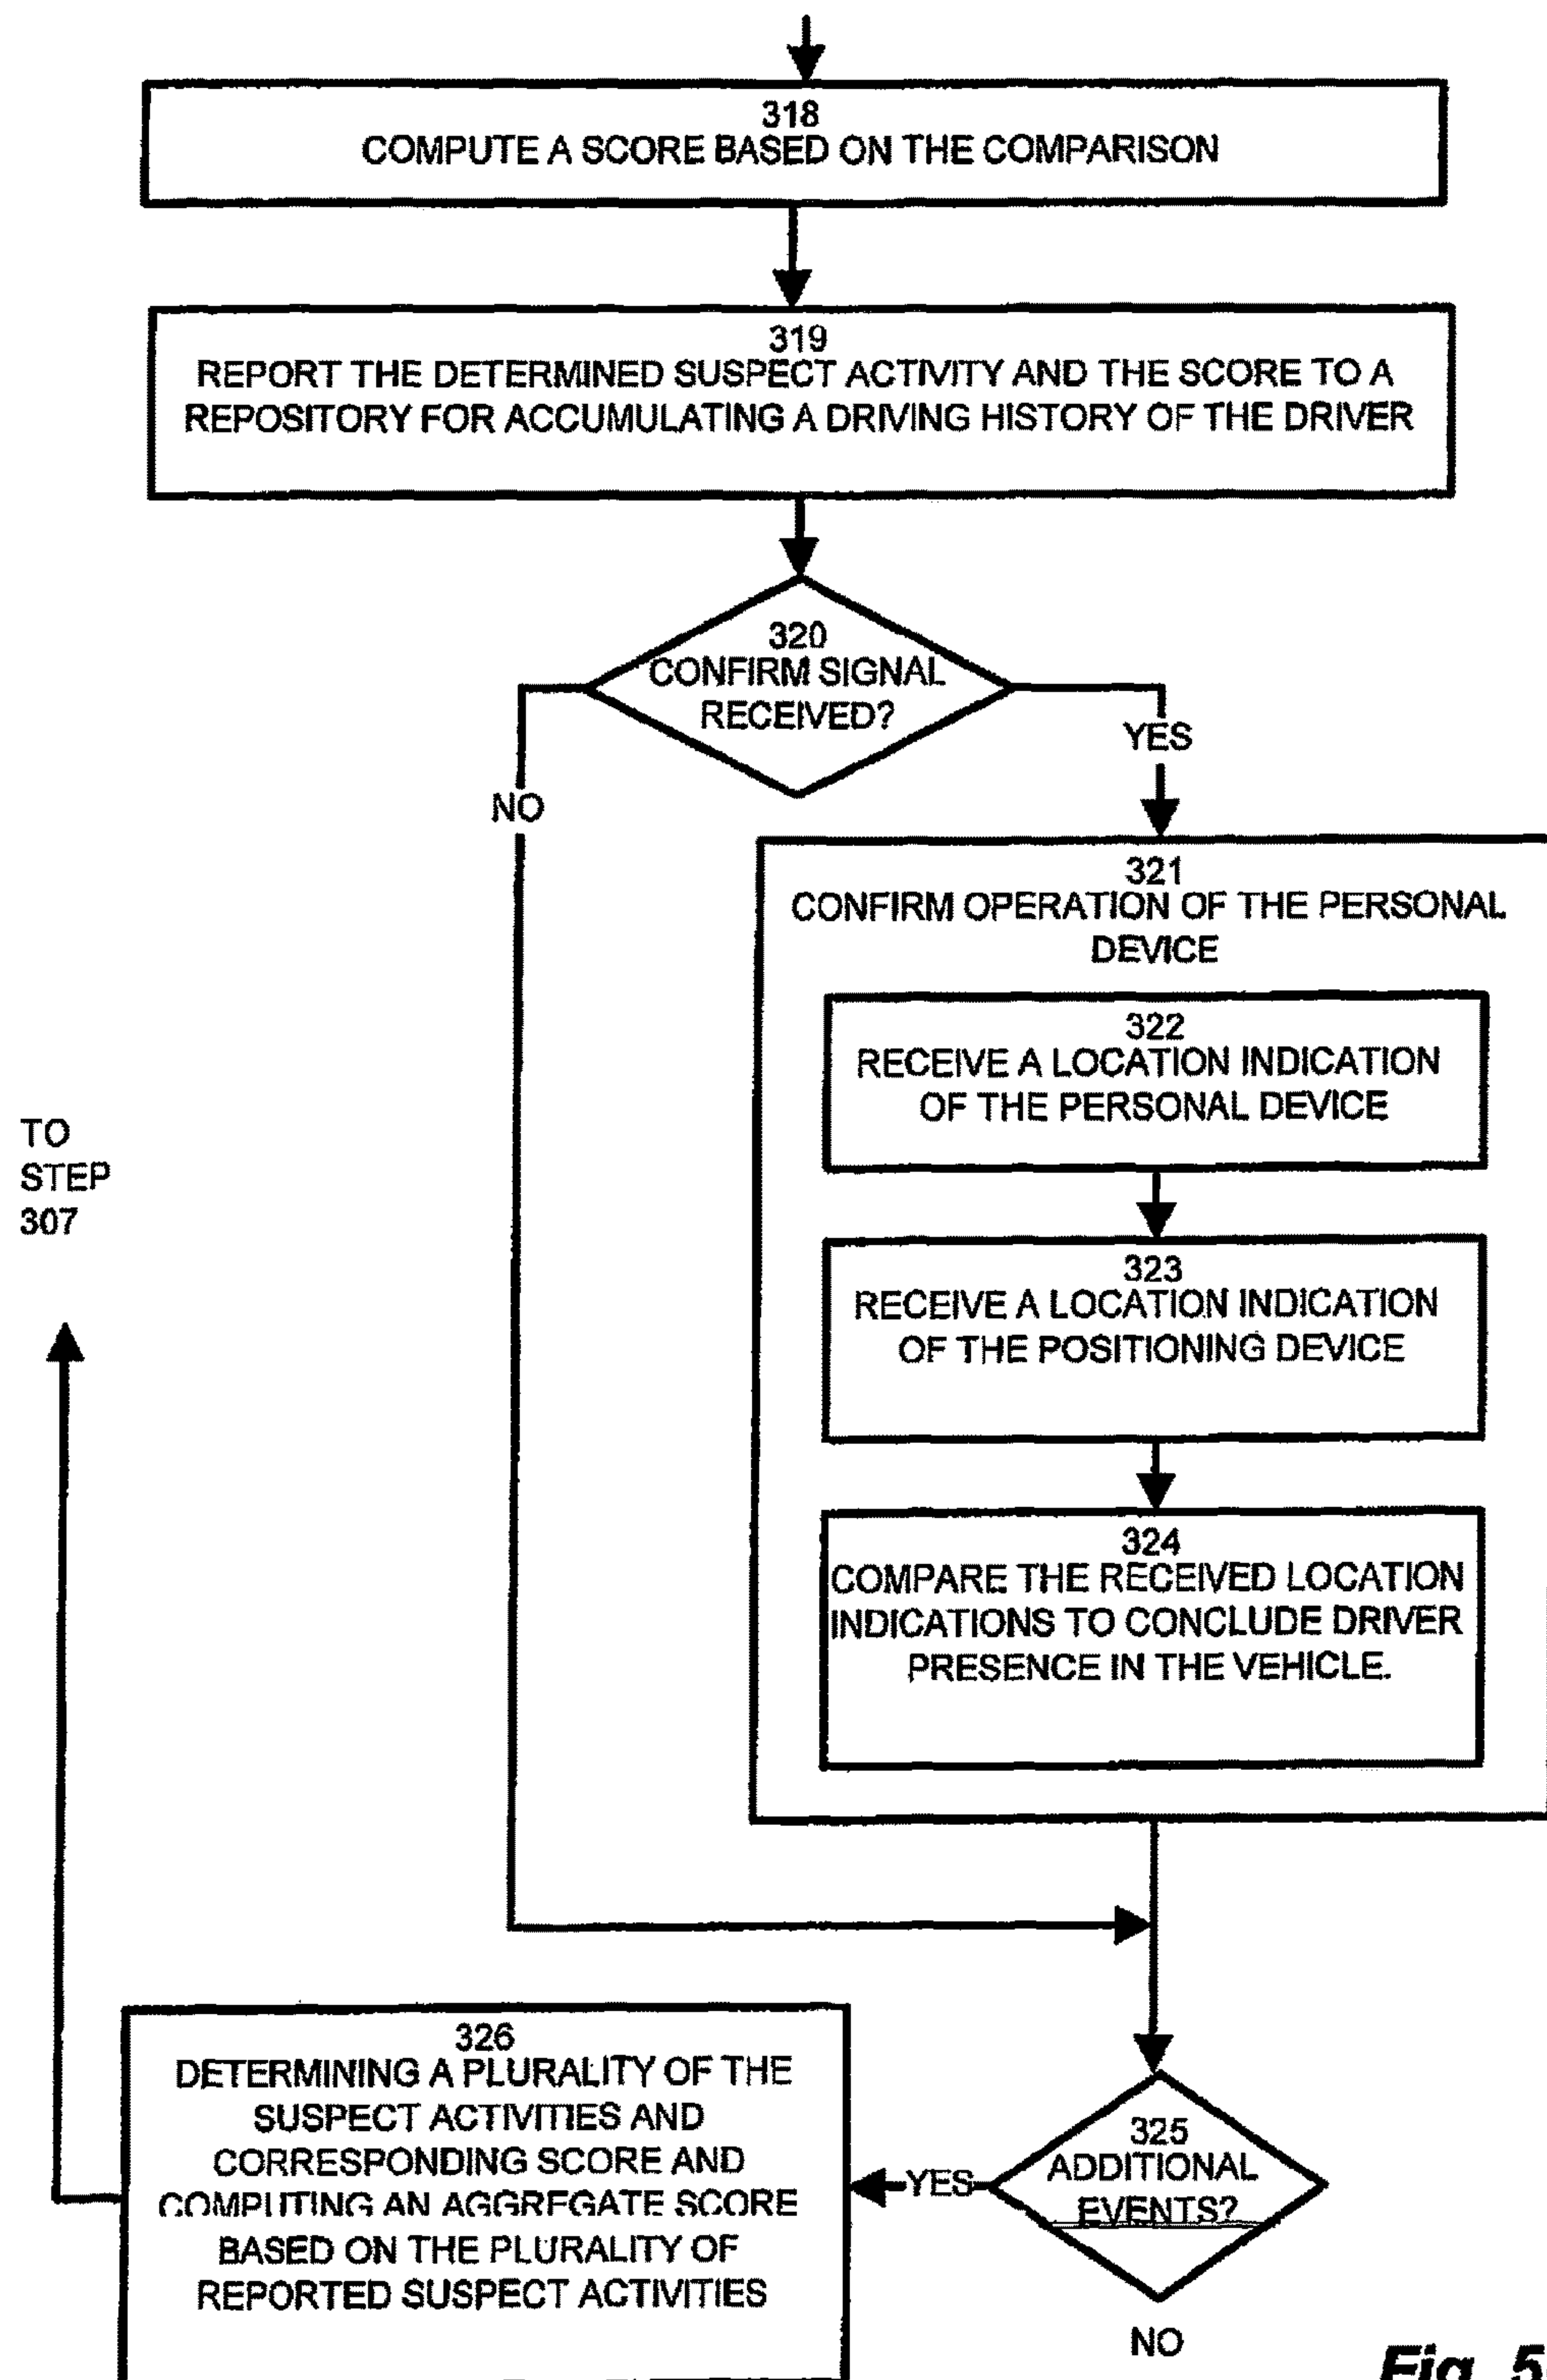 318
COMPUTE A SCORE BASED ON THE COMPARISON
319
REPORT THE DETERMINED SUSPECT ACTIVITY AND THE SCORE TO A
REPOSITORY FOR ACCUMULATING A DRIVING HISTORY OF THE DRIVER
320
CONFIRM SIGNAL
RECEIVED?
YES
NO
321
CONFIRM OPERATION OF THE PERSONAL
DEVICE
322
RECEIVE A LOCATION INDICATION
OF THE PERSONAL DEVICE
TO
STEP
307
323
RECEIVE A LOCATION INDICATION
OF THE POSITIONING DEVICE
324
COMPARE THE RECEIVED LOCATION
INDICATIONS TO CONCLUDE DRIVER
PRESENCE IN THE VEHICLE.
326
DETERMINING A PLURALITY OF THE
SUSPECT ACTIVITIES AND
CORRESPONDING SCORE AND
COMPUTING AN AGGREGATE SCORE
BASED ON THE PLURALITY OF
REPORTED SUSPECT ACTIVITIES
YES
325
ADDITIONAL
EVENTS?
NO
Fig. 5